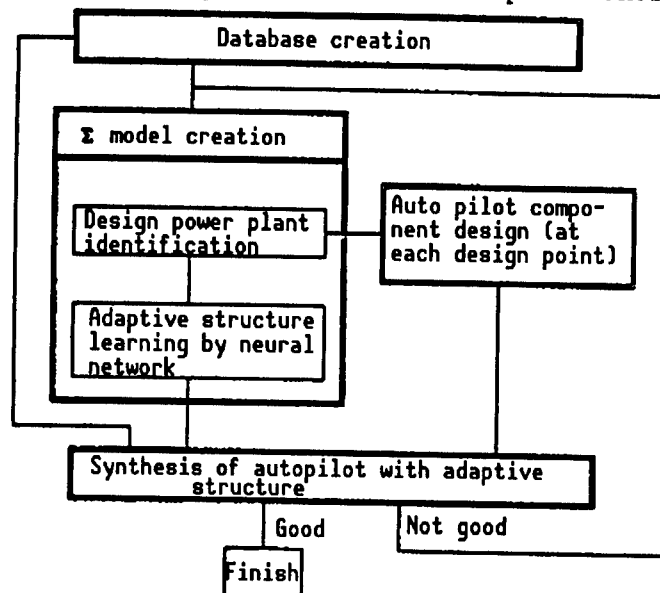 Database creation
Σ model creation
Design power plant
identification
Auto pilot compo-
nent design (at
each design point)
Adaptive structure
learning by neural
network
Synthesis of autopilot with adaptive
structure
Good
Not good
Finish